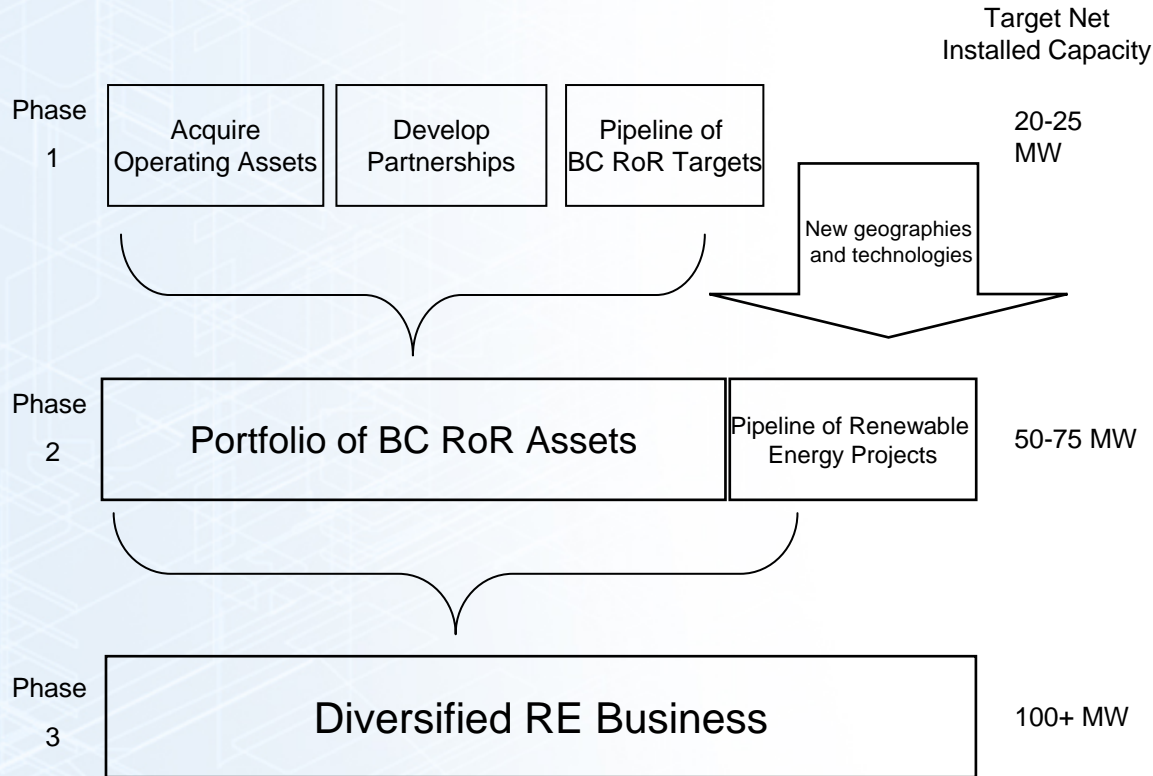 Target Net
Installed Capacity
Phase
1
Acquire
Operating Assets
Develop
Partnerships
Pipeline of
BC RoR Targets
20-25
MW
New geographies
and technologies
Phase
2
Portfolio of BC RoR Assets
Pipeline of Renewable
Energy Projects
50-75 MW
Phase
3
Diversified RE Business
100+ MW